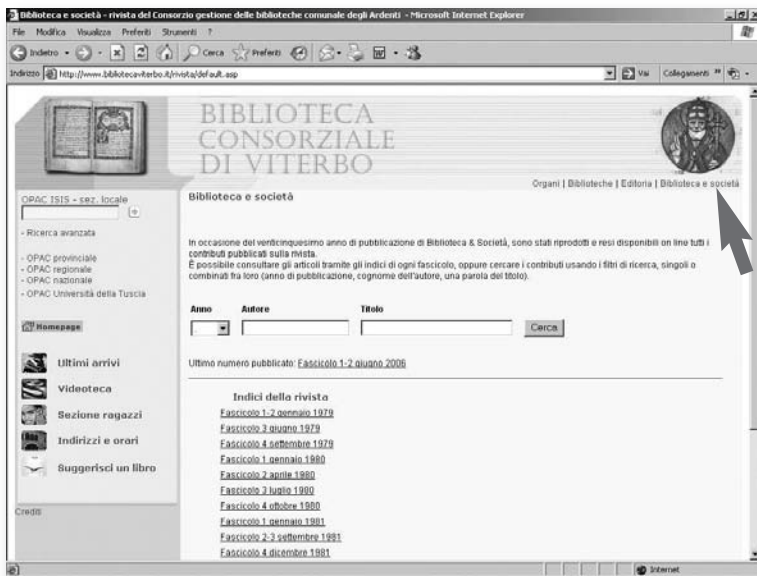 Biblioteca e società - rivista del Consorzio gestione delle biblioteche comunale degli Ardenti - Microsoft Internet Explorer
File Modifica Visualizza Preferiti Strumenti ?
Indietro Cerca Preferiti
Indirizzo http://www.bibliotecaviterbo.it/rivista/default.asp Vai Collegamenti »
BIBLIOTECA
CONSORZIALE
DI VITERBO
Organi | Biblioteche | Editoria | Biblioteca e società
OPAC ISIS - sez. locale
- Ricerca avanzata
- OPAC provinciale
- OPAC regionale
- OPAC nazionale
- OPAC Università della Tuscia
Homepage
Ultimi arrivi
Videoteca
Sezione ragazzi
Indirizzi e orari
Suggerisci un libro
Crediti
Biblioteca e società
In occasione del venticinquesimo anno di pubblicazione di Biblioteca & Società, sono stati riprodotti e resi disponibili on line tutti i
contributi pubblicati sulla rivista.
È possibile consultare gli articoli tramite gli indici di ogni fascicolo, oppure cercare i contributi usando i filtri di ricerca, singoli o
combinati fra loro (anno di pubblicazione, cognome dell'autore, una parola del titolo).
Anno Autore Titolo
Cerca
Ultimo numero pubblicato: Fascicolo 1-2 giugno 2006
Indici della rivista
Fascicolo 1-2 gennaio 1979
Fascicolo 3 giugno 1979
Fascicolo 4 settembre 1979
Fascicolo 1 gennaio 1980
Fascicolo 2 aprile 1980
Fascicolo 3 luglio 1980
Fascicolo 4 ottobre 1980
Fascicolo 1 gennaio 1981
Fascicolo 2-3 settembre 1981
Fascicolo 4 dicembre 1981
Internet